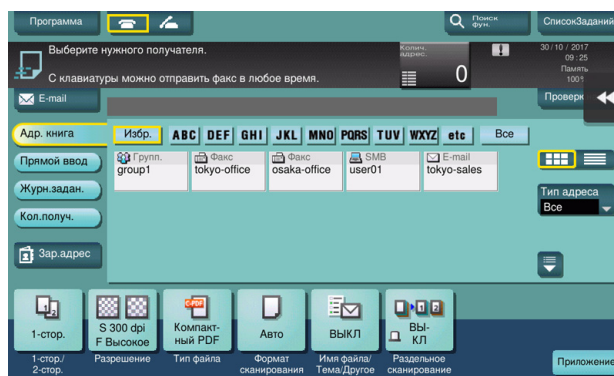 Программа
Поиск
фун.
СписокЗаданий
Выберите нужного получателя.
С клавиатуры можно отправить факс в любое время.
Колич.
адрес.
0
30/10/2017
09:25
Память
100%
E-mail
Проверк
Адр. книга
Избр.
ABC
DEF
GHI
JKL
MNO
PQRS
TUV
WXYZ
etc
Все
Прямой ввод
Журн.задан.
Кол.получ.
Зар.адрес
Групп.
group1
Факс
tokyo-office
Факс
osaka-office
SMB
user01
E-mail
tokyo-sales
Тип адреса
Все
1-стор.
S 300 dpi
F Высокое
C-PDF
Компакт-
ный PDF
Авто
ВЫКЛ
ВЫ-
КЛ
1-стор./
2-стор.
Разрешение
Тип файла
Формат
сканирования
Имя файла/
Тема/Другое
Раздельное
сканирование
Приложение